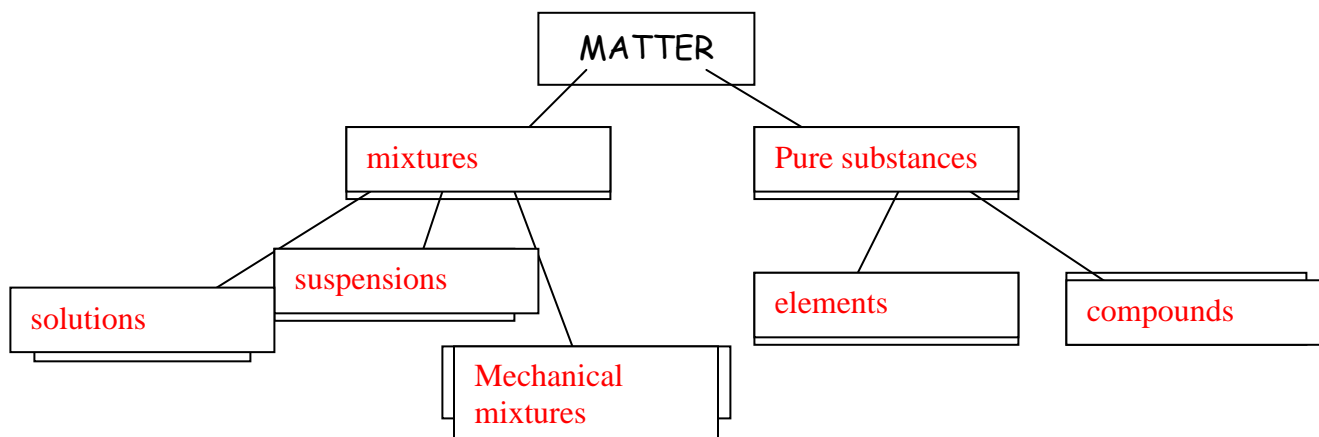 MATTER
mixtures
Pure substances
suspensions
elements
compounds
solutions
Mechanical
mixtures